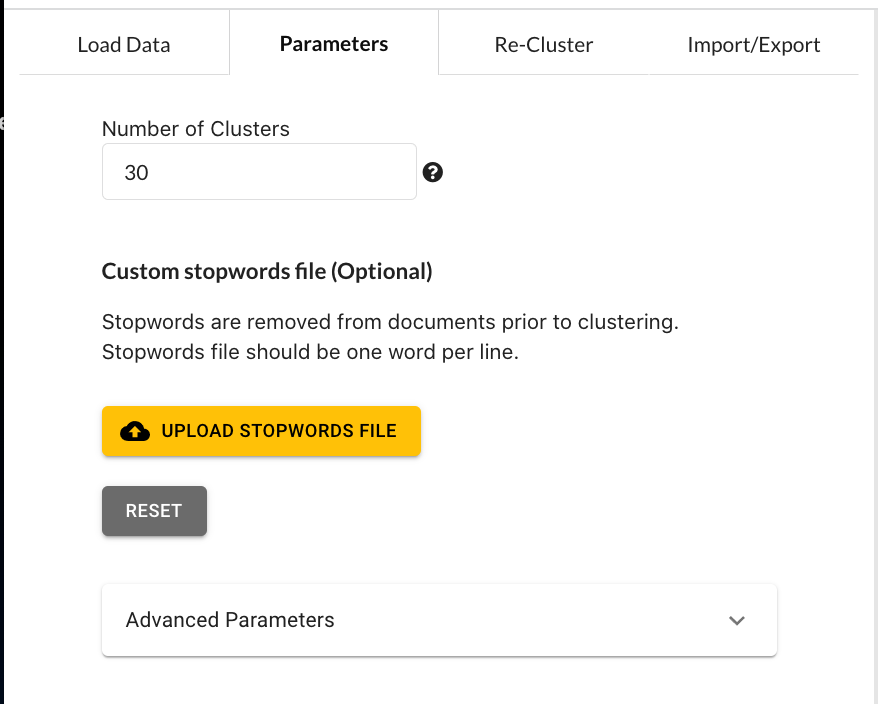 Load Data
Parameters
Re-Cluster
Import/Export
Number of Clusters
30
?
Custom stopwords file (Optional)
Stopwords are removed from documents prior to clustering.
Stopwords file should be one word per line.
UPLOAD STOPWORDS FILE
RESET
Advanced Parameters